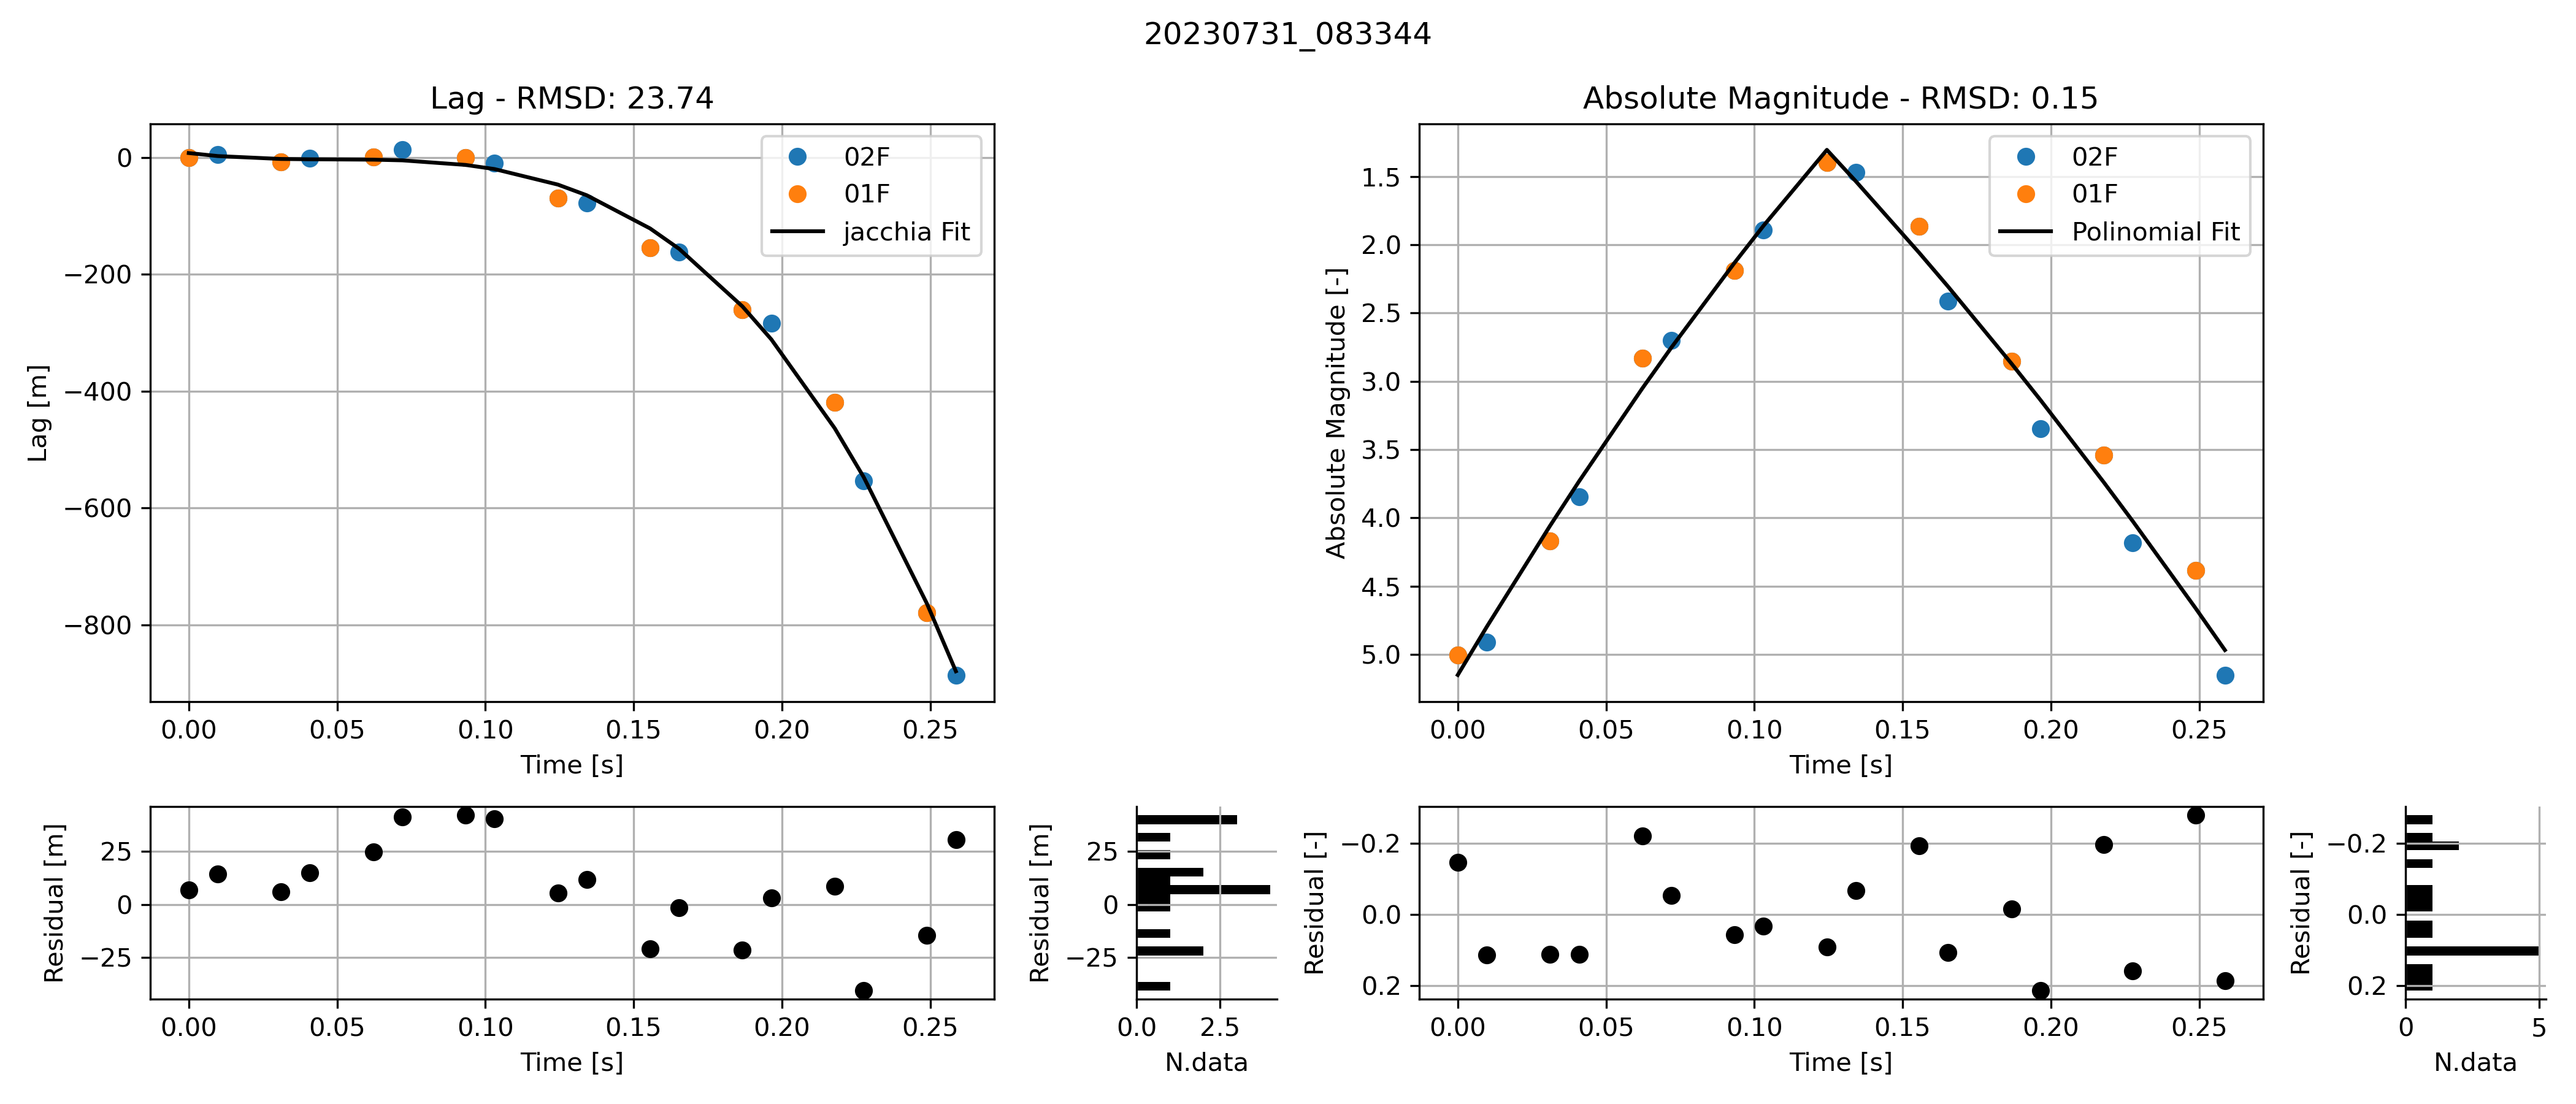 20230731_083344
Lag - RMSD: 23.74
0
−200
−400
−600
−800
Lag [m]
02F
01F
jacchia Fit
0.00 0.05 0.10 0.15 0.20 0.25
Time [s]
Absolute Magnitude - RMSD: 0.15
1.5
2.0
2.5
3.0
3.5
4.0
4.5
5.0
Absolute Magnitude [-]
02F
01F
Polinomial Fit
0.00 0.05 0.10 0.15 0.20 0.25
Time [s]
25
0
−25
Residual [m]
0.00 0.05 0.10 0.15 0.20 0.25
Time [s]
25
0
−25
Residual [m]
0.0 2.5
N.data
−0.2
0.0
0.2
Residual [-]
0.00 0.05 0.10 0.15 0.20 0.25
Time [s]
−0.2
0.0
0.2
Residual [-]
0 5
N.data